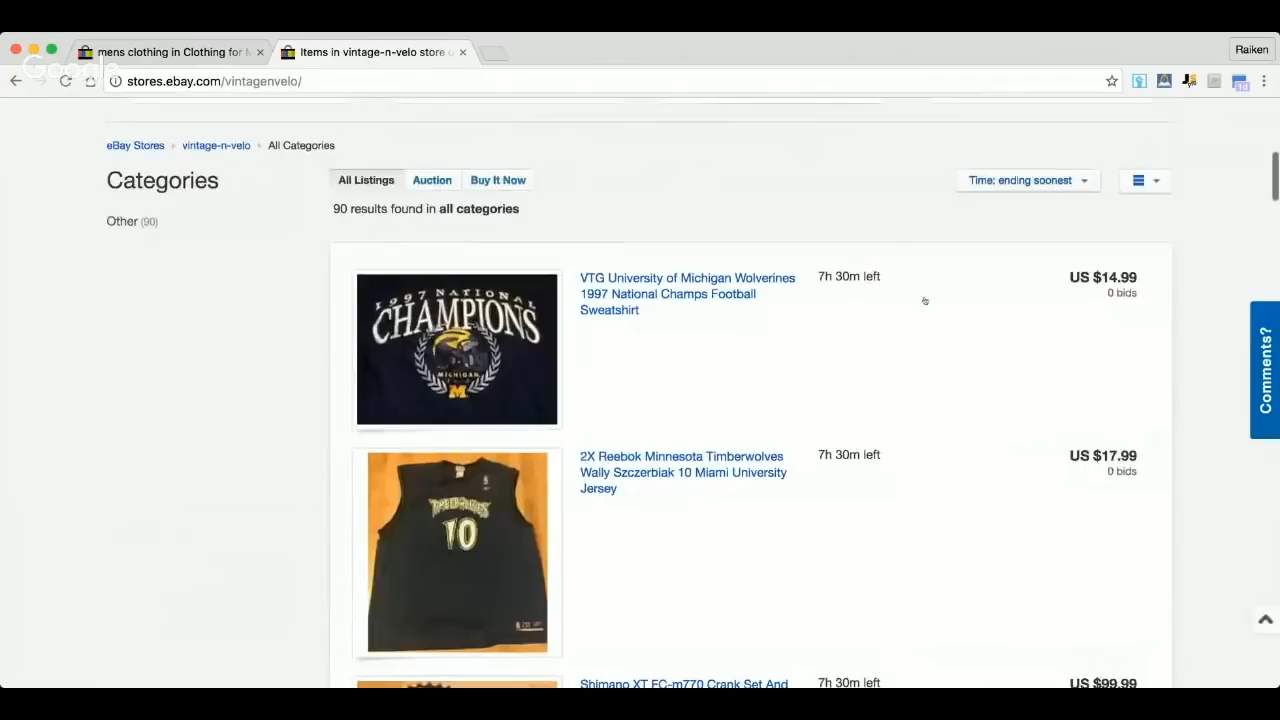 mens clothing in Clothing for M
Items in vintage-n-velo store o
Raiken
Google
stores.ebay.com/vintagenvelo/
eBay Stores
vintage-n-velo
All Categories
Categories
All Listings
Auction
Buy It Now
Time: ending soonest
90 results found in all categories
Other (90)
VTG University of Michigan Wolverines
1997 National Champs Football
Sweatshirt
7h 30m left
US $14.99
0 bids
1997 NATIONAL
CHAMPIONS
MICHIGAN
M
Comments?
2X Reebok Minnesota Timberwolves
Wally Szczerbiak 10 Miami University
Jersey
7h 30m left
US $17.99
0 bids
10
Shimano XT FC-m770 Crank Set And
7h 30m left
US $99.99